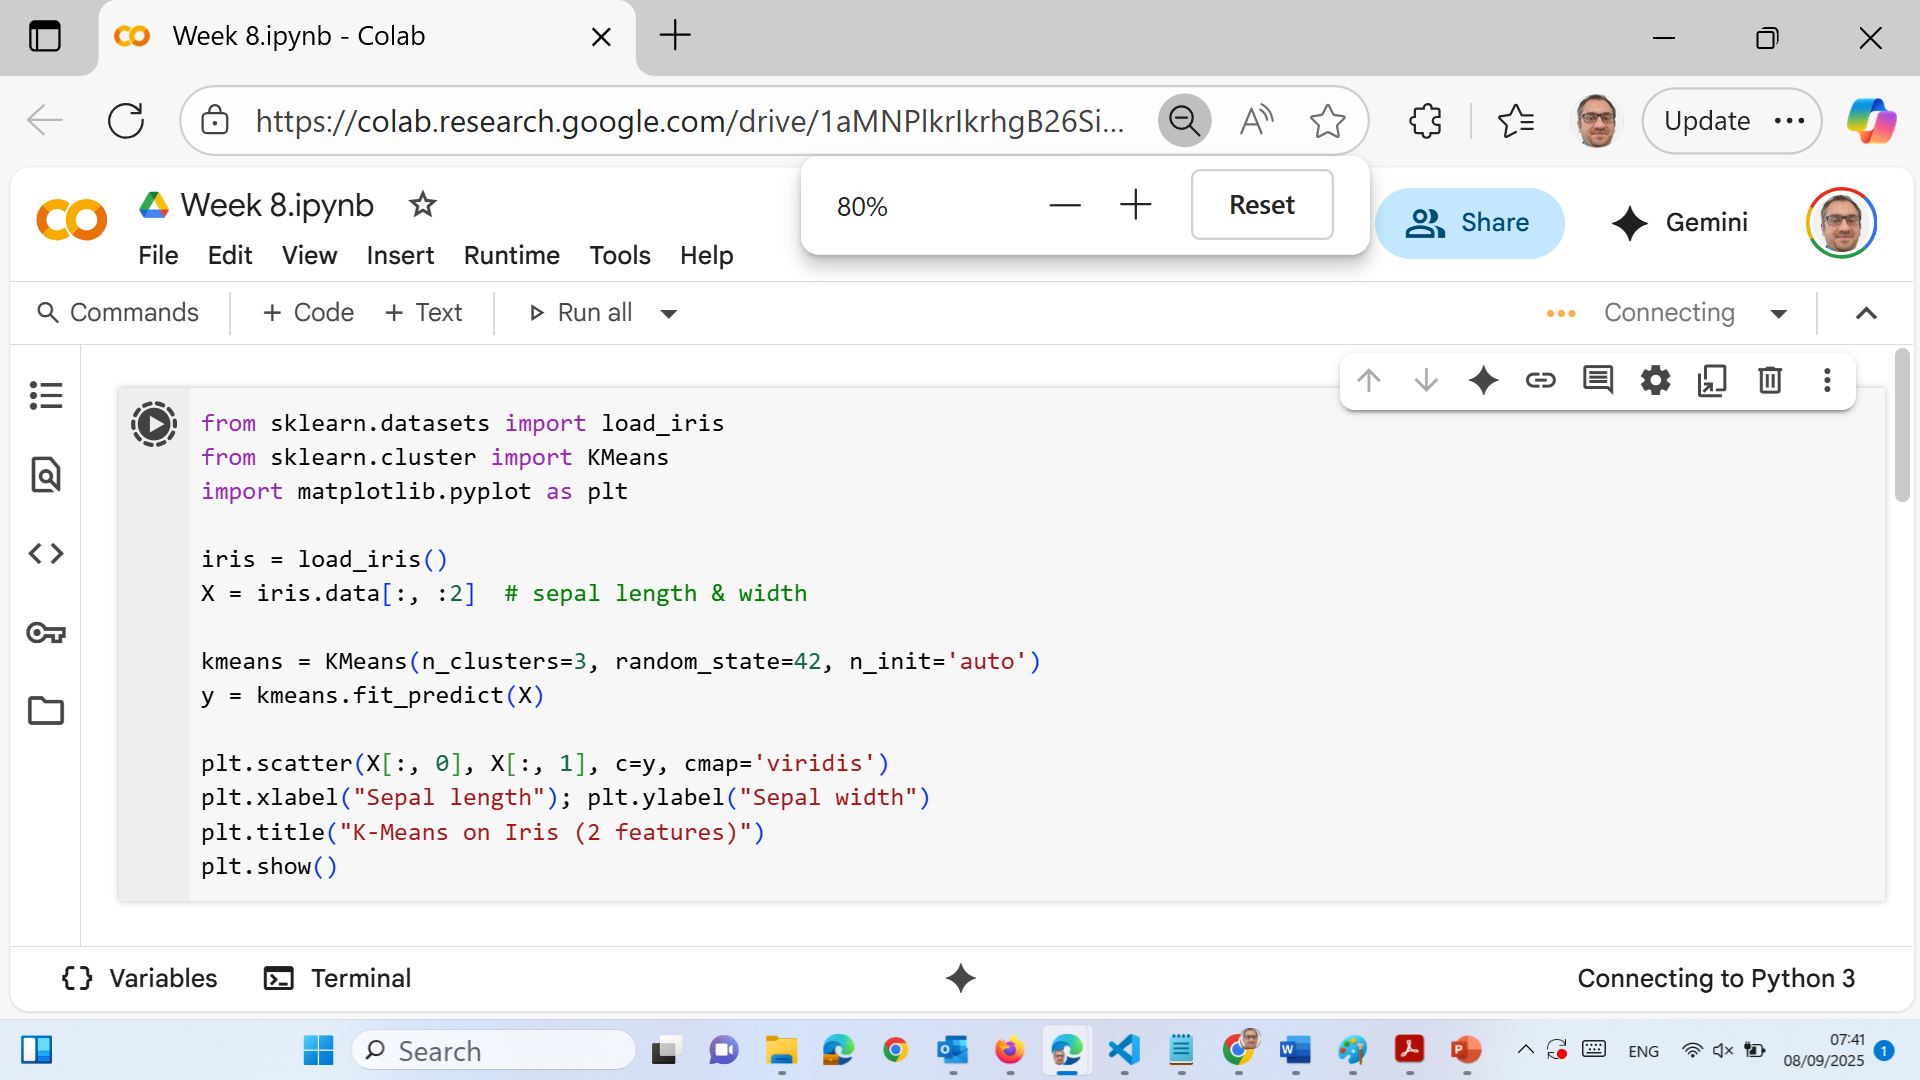 Week 8.ipynb - Colab
https://colab.research.google.com/drive/1aMNPlkrIkrhgB26Si...
Update
80%
Reset
Week 8.ipynb
Share
Gemini
File Edit View Insert Runtime Tools Help
Commands + Code + Text Run all
Connecting
from sklearn.datasets import load_iris
from sklearn.cluster import KMeans
import matplotlib.pyplot as plt
iris = load_iris()
X = iris.data[:, :2]  # sepal length & width
kmeans = KMeans(n_clusters=3, random_state=42, n_init='auto')
y = kmeans.fit_predict(X)
plt.scatter(X[:, 0], X[:, 1], c=y, cmap='viridis')
plt.xlabel("Sepal length"); plt.ylabel("Sepal width")
plt.title("K-Means on Iris (2 features)")
plt.show()
Variables Terminal
Connecting to Python 3
Search
ENG
07:41
08/09/2025
1